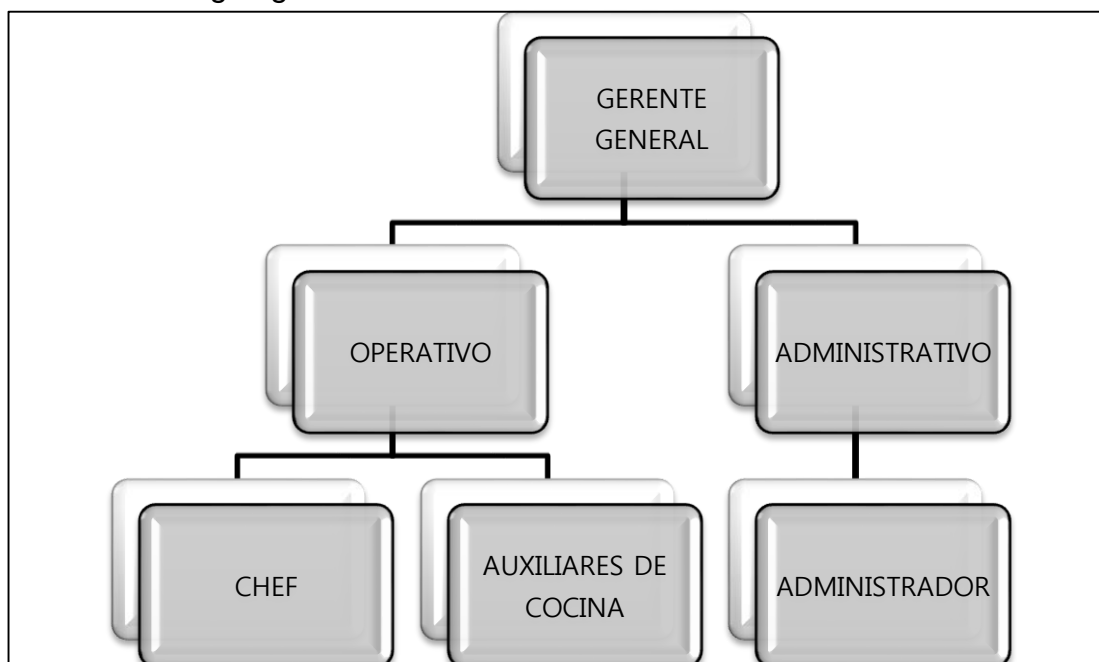 GERENTE
GENERAL
OPERATIVO
ADMINISTRATIVO
CHEF
AUXILIARES DE
COCINA
ADMINISTRADOR